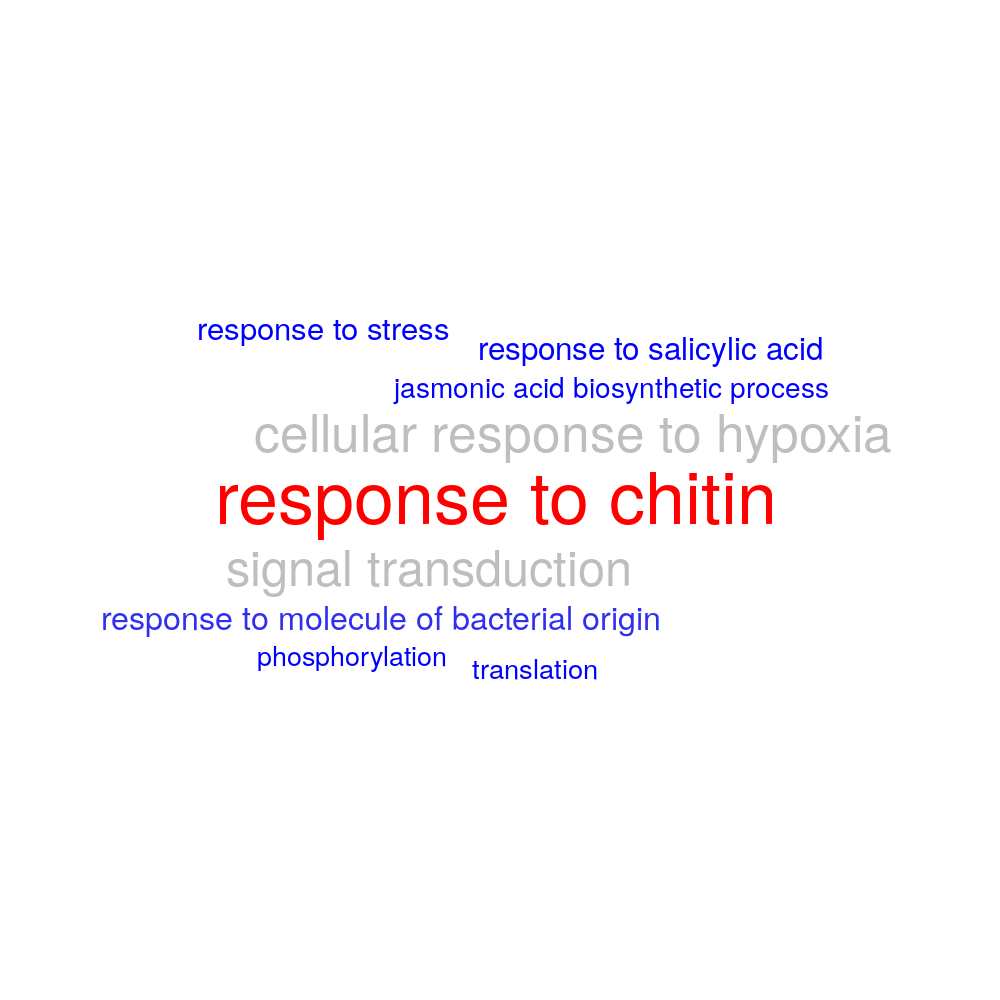 response to stress
response to salicylic acid
jasmonic acid biosynthetic process
cellular response to hypoxia
response to chitin
signal transduction
response to molecule of bacterial origin
phosphorylation
translation